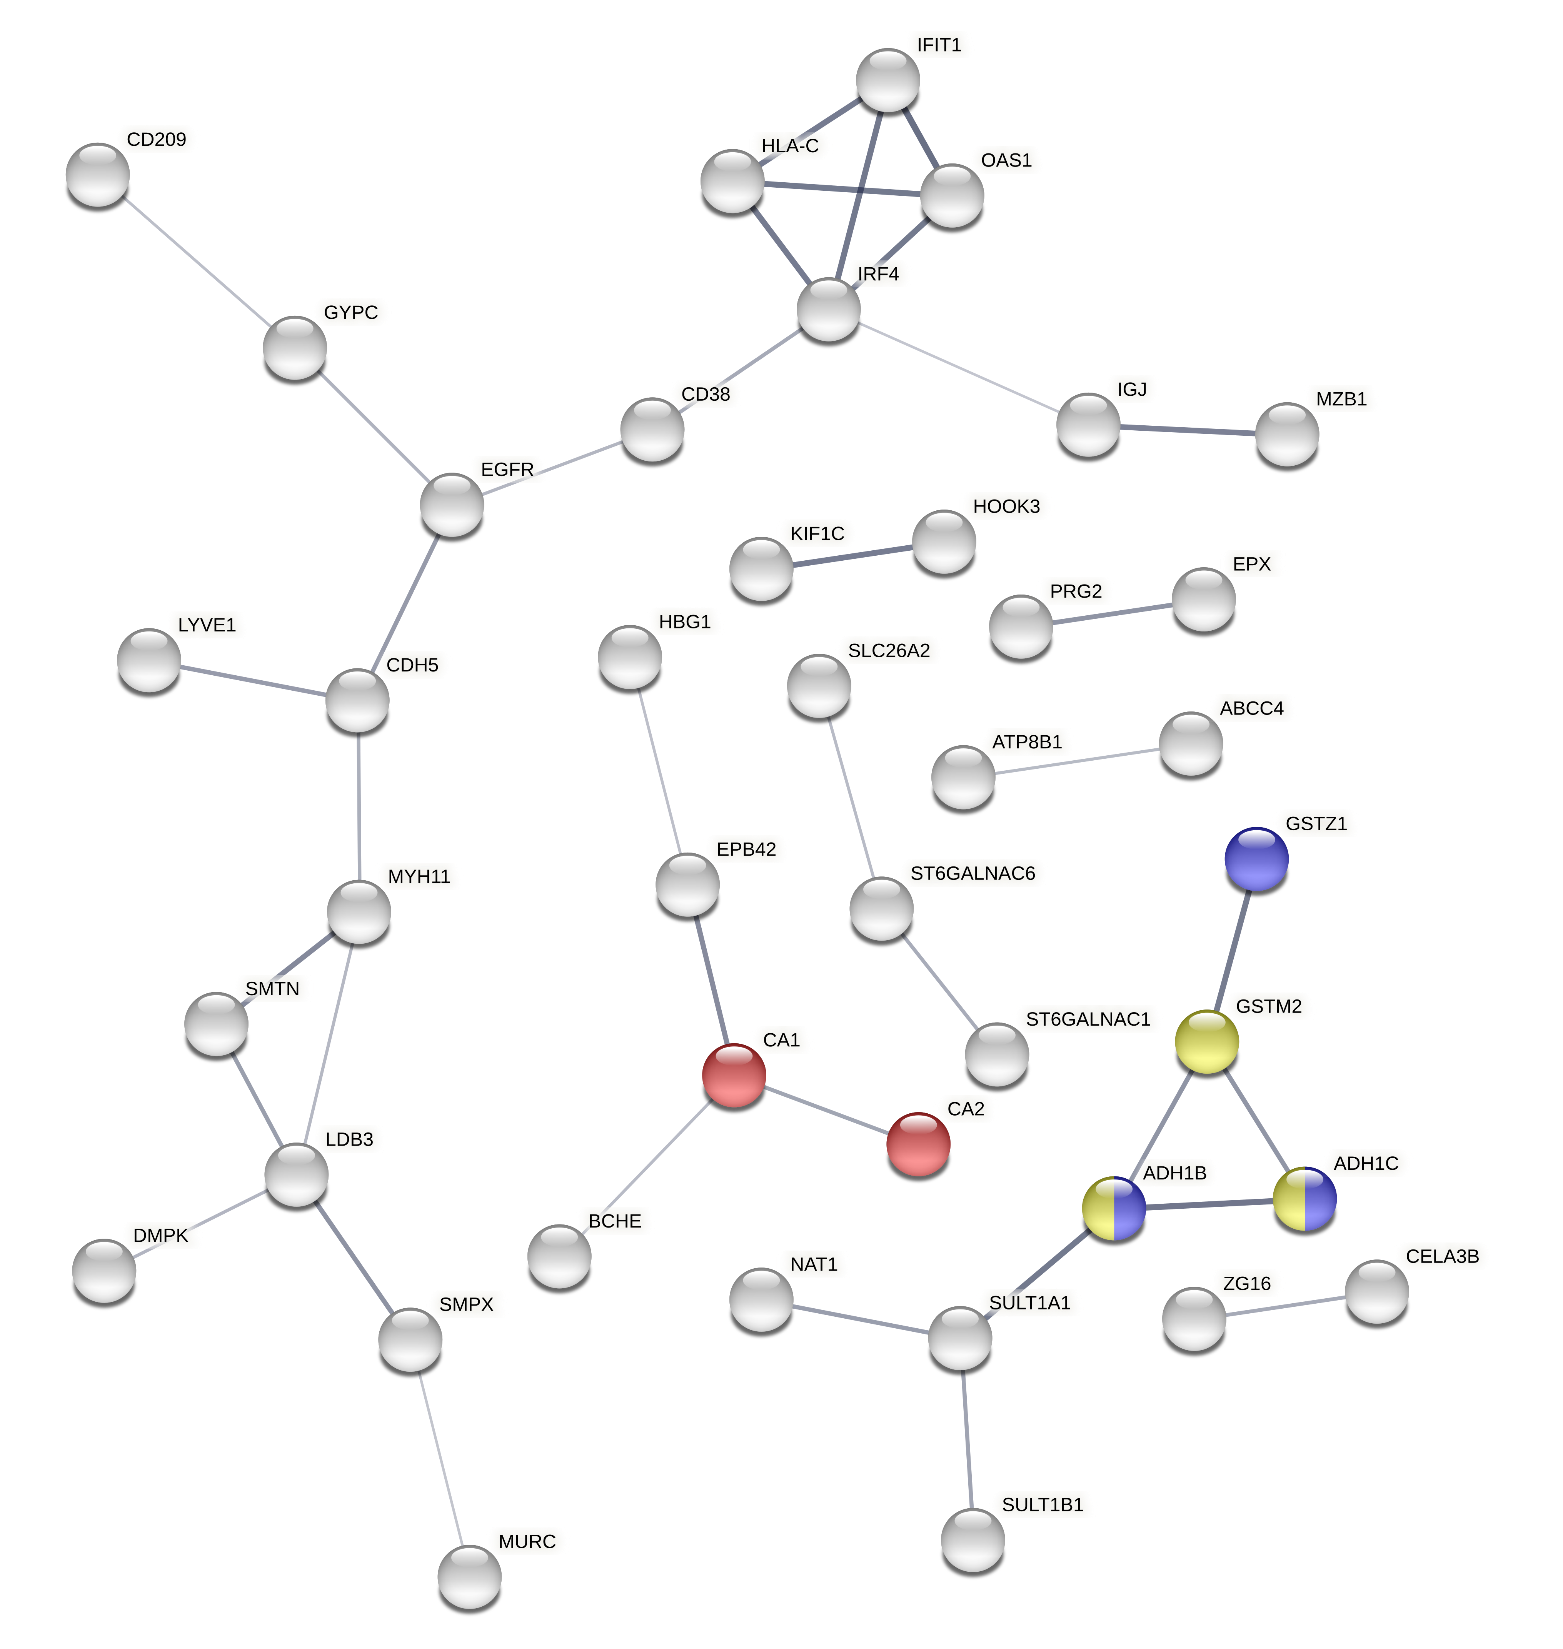 IFIT1
CD209
HLA-C
OAS1
IRF4
GYPC
CD38
IGJ
MZB1
EGFR
HOOK3
KIF1C
EPX
PRG2
HBG1
LYVE1
SLC26A2
CDH5
ABCC4
ATP8B1
GSTZ1
EPB42
ST6GALNAC6
MYH11
SMTN
GSTM2
ST6GALNAC1
CA1
CA2
LDB3
ADH1C
ADH1B
BCHE
DMPK
CELA3B
NAT1
ZG16
SULT1A1
SMPX
SULT1B1
MURC